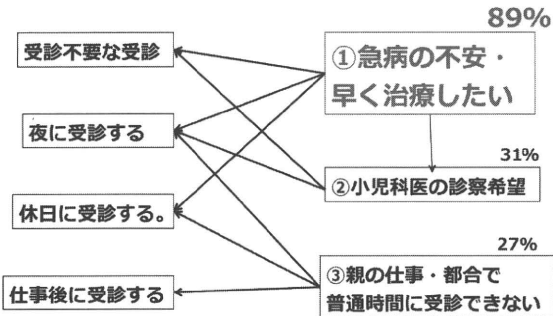 89%
受診不要な受診
①急病の不安・
早く治療したい
夜に受診する
31%
②小児科医の診察希望
休日に受診する。
27%
③親の仕事・都合で
普通時間に受診できない
仕事後に受診する